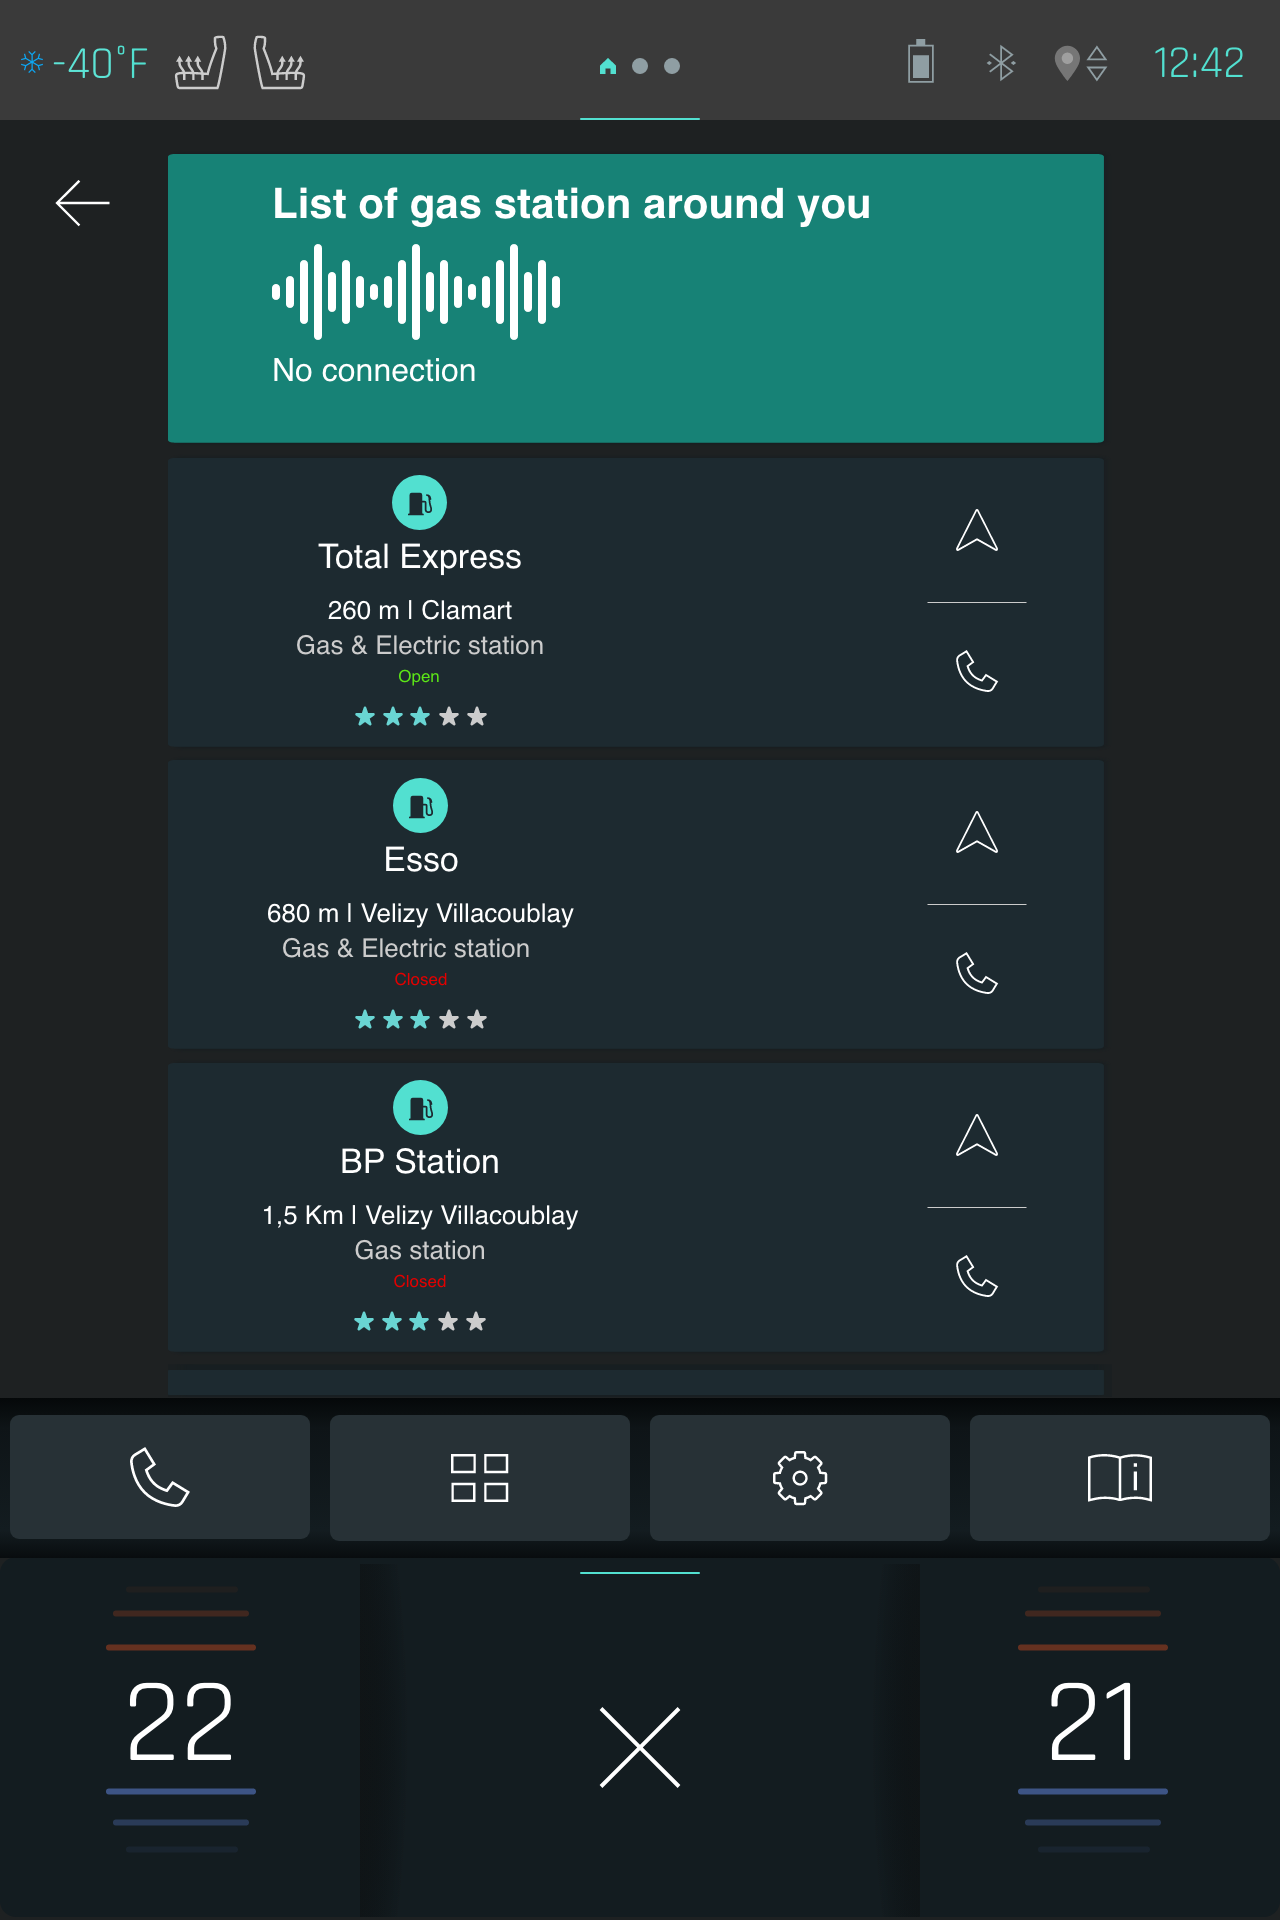 -40°F
12:42
List of gas station around you
No connection
Total Express
260 m | Clamart
Gas & Electric station
Open
Esso
680 m | Velizy Villacoublay
Gas & Electric station
Closed
BP Station
1,5 Km | Velizy Villacoublay
Gas station
Closed
i
22
21